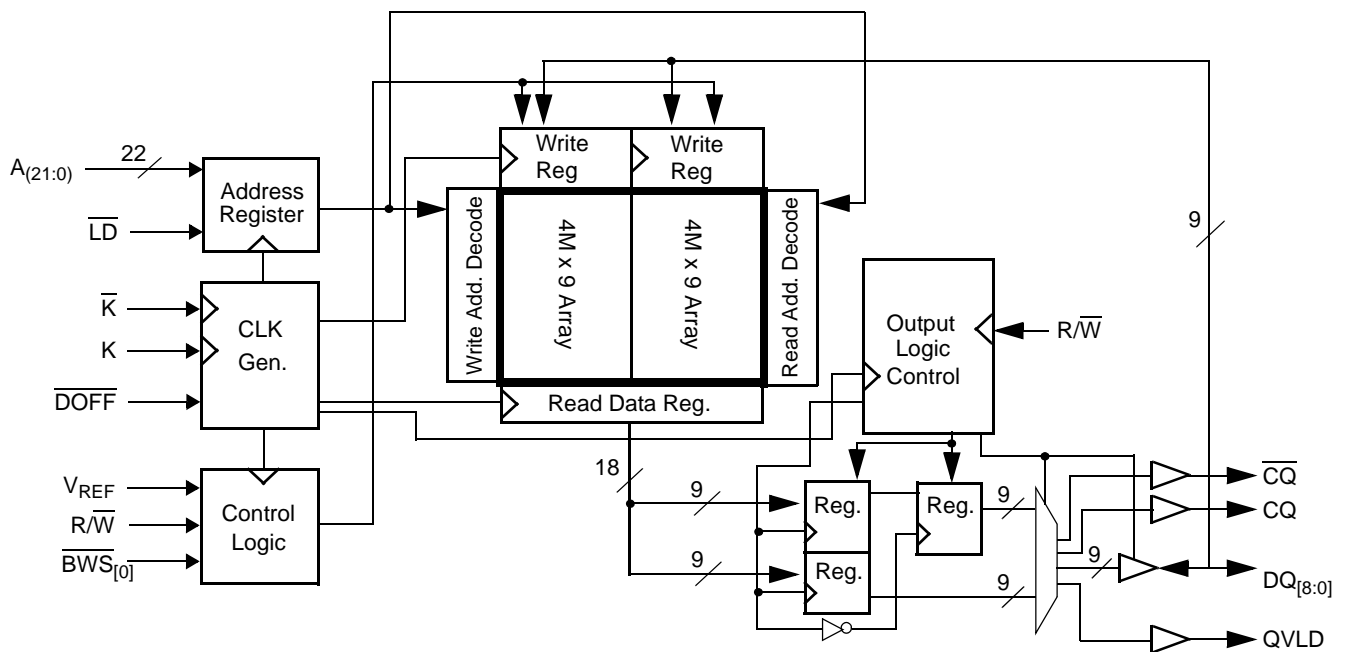 A(21:0)
22
LD
Address
Register
K
K
DOFF
CLK
Gen.
VREF
R/W
BWS[0]
Control
Logic
Write
Reg
Write
Reg
Write Add. Decode
4M x 9 Array
4M x 9 Array
Read Add. Decode
Read Data Reg.
18
9
9
Output
Logic
Control
R/W
9
Reg.
Reg.
Reg.
9
9
9
CQ
CQ
DQ[8:0]
QVLD